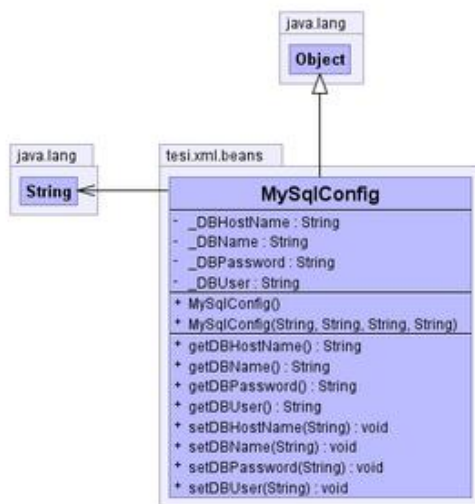 java.lang
Object
java.lang
String
tesi.xml.beans
MySqlConfig
- _DBHostName : String
- _DBName : String
- _DBPassword : String
- _DBUser : String
+ MySqlConfig()
+ MySqlConfig(String, String, String, String)
+ getDBHostName() : String
+ getDBName() : String
+ getDBPassword() : String
+ getDBUser() : String
+ setDBHostName(String) : void
+ setDBName(String) : void
+ setDBPassword(String) : void
+ setDBUser(String) : void